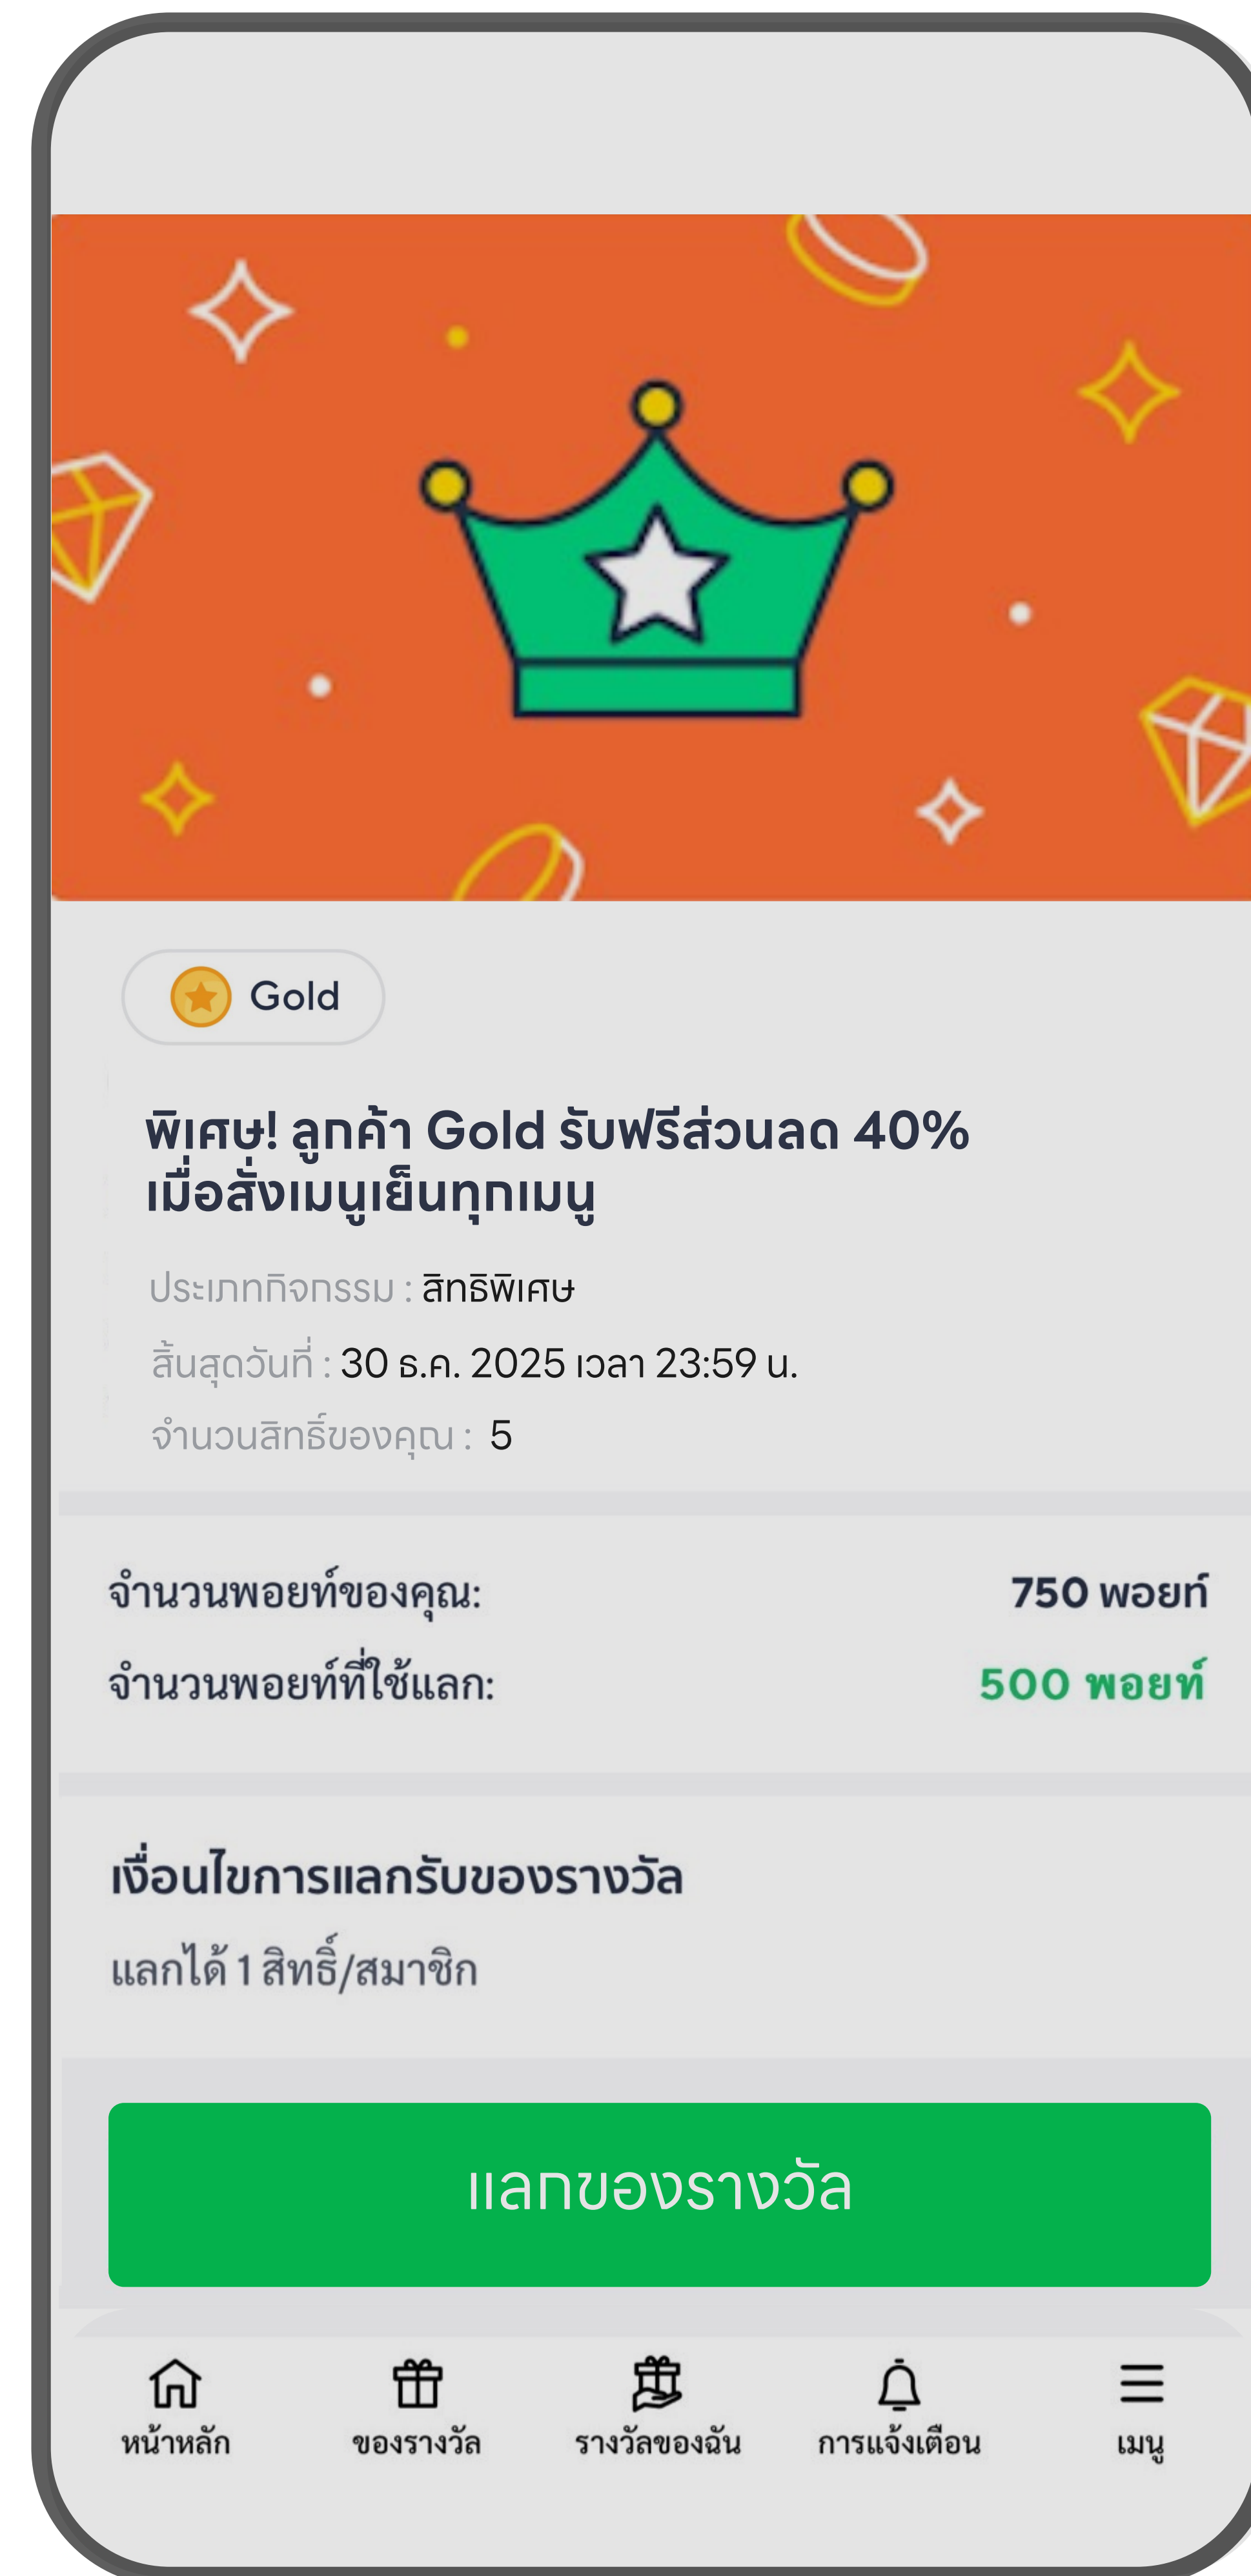 Gold
พิเศษ! ลูกค้า Gold รับฟรีส่วนลด 40%
เมื่อสั่งเมนูเย็นทุกเมนู
ประเภทกิจกรรม : สิทธิพิเศษ
สิ้นสุดวันที่ : 30 ธ.ค. 2025 เวลา 23:59 น.
จำนวนสิทธิ์ของคุณ : 5
จำนวนพอยท์ของคุณ: 750 พอยท์
จำนวนพอยท์ที่ใช้แลก: 500 พอยท์
เงื่อนไขการแลกรับของรางวัล
แลกได้ 1 สิทธิ์/สมาชิก
แลกของรางวัล
หน้าหลัก ของรางวัล รางวัลของฉัน การแจ้งเตือน เมนู